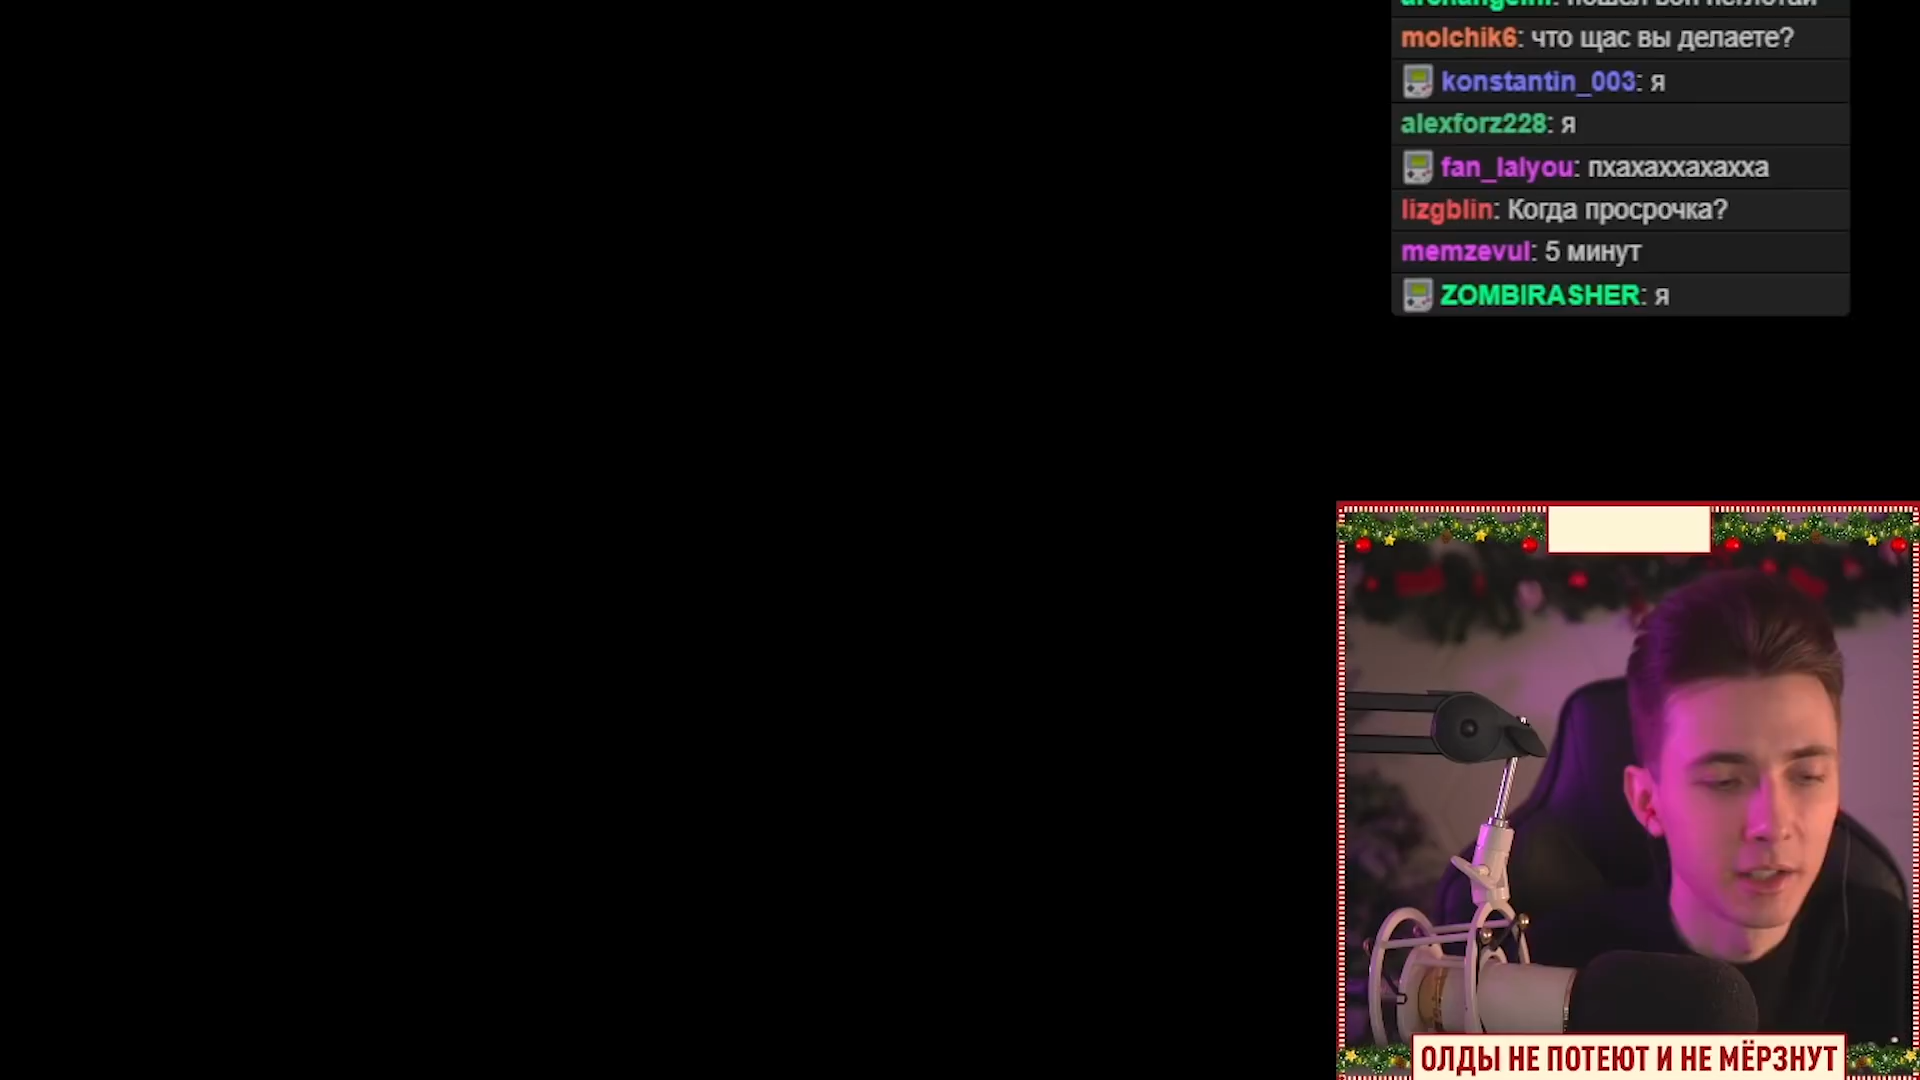 molchik6: что щас вы делаете?
konstantin_003: я
alexforz228: я
fan_lalyou: пхахаххахахха
lizgblin: Когда просрочка?
memzevul: 5 минут
ZOMBIRASHER: я
ОЛДЫ НЕ ПОТЕЮТ И НЕ МЁРЗНУТ